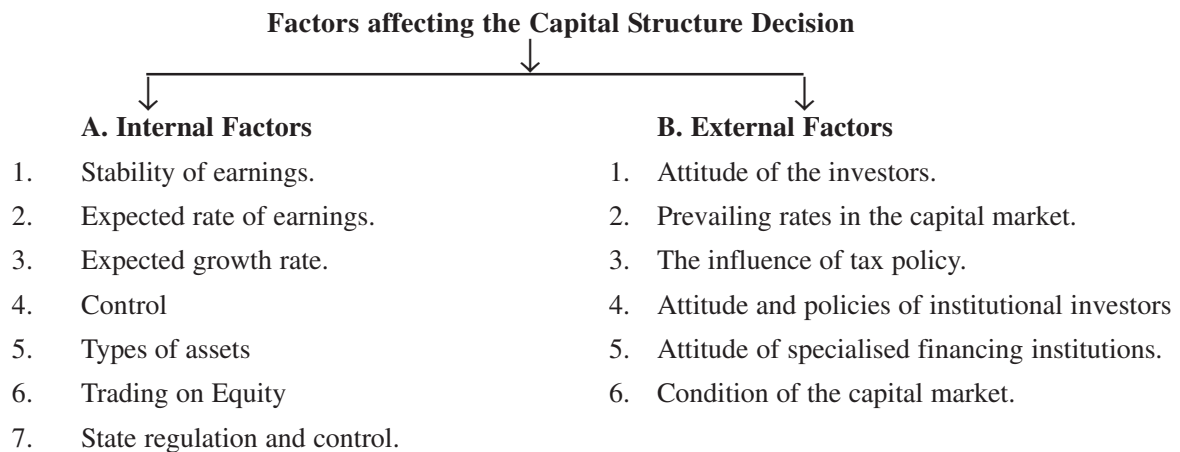 Factors affecting the Capital Structure Decision
A. Internal Factors
1. Stability of earnings.
2. Expected rate of earnings.
3. Expected growth rate.
4. Control
5. Types of assets
6. Trading on Equity
7. State regulation and control.
B. External Factors
1. Attitude of the investors.
2. Prevailing rates in the capital market.
3. The influence of tax policy.
4. Attitude and policies of institutional investors
5. Attitude of specialised financing institutions.
6. Condition of the capital market.